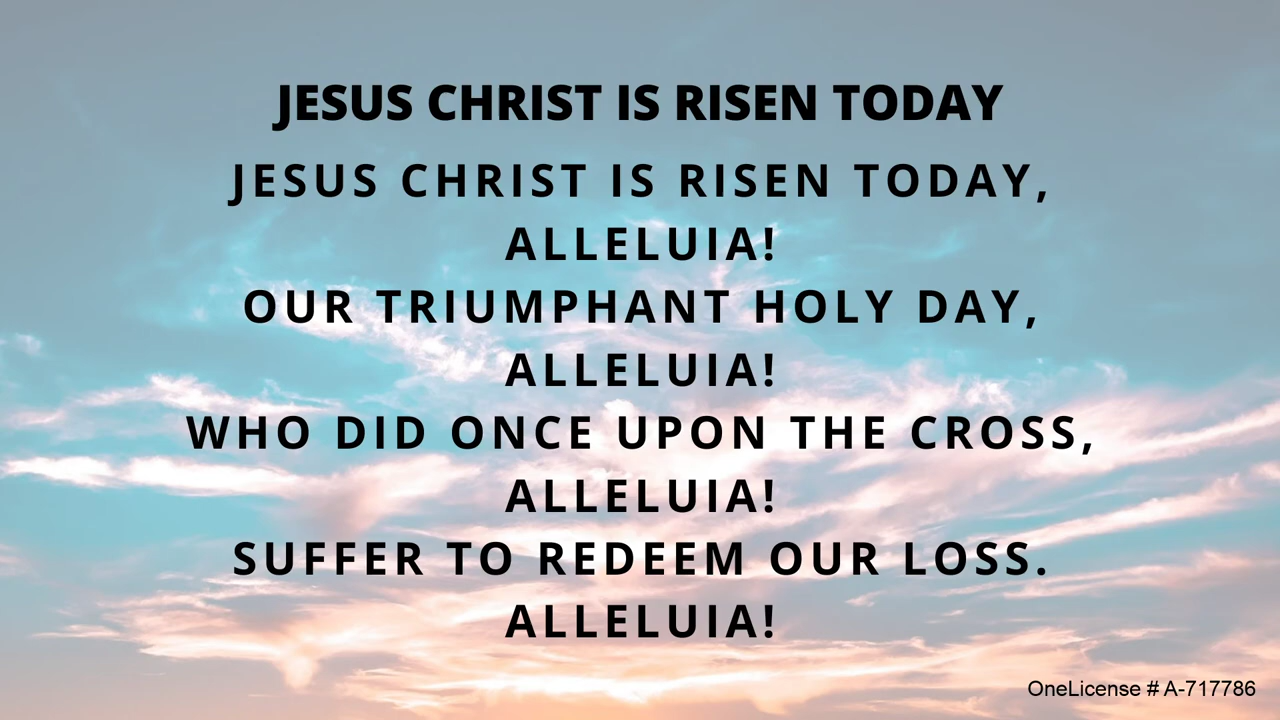 JESUS CHRIST IS RISEN TODAY
JESUS CHRIST IS RISEN TODAY,
ALLELUIA!
OUR TRIUMPHANT HOLY DAY,
ALLELUIA!
WHO DID ONCE UPON THE CROSS,
ALLELUIA!
SUFFER TO REDEEM OUR LOSS.
ALLELUIA!
OneLicense # A-717786